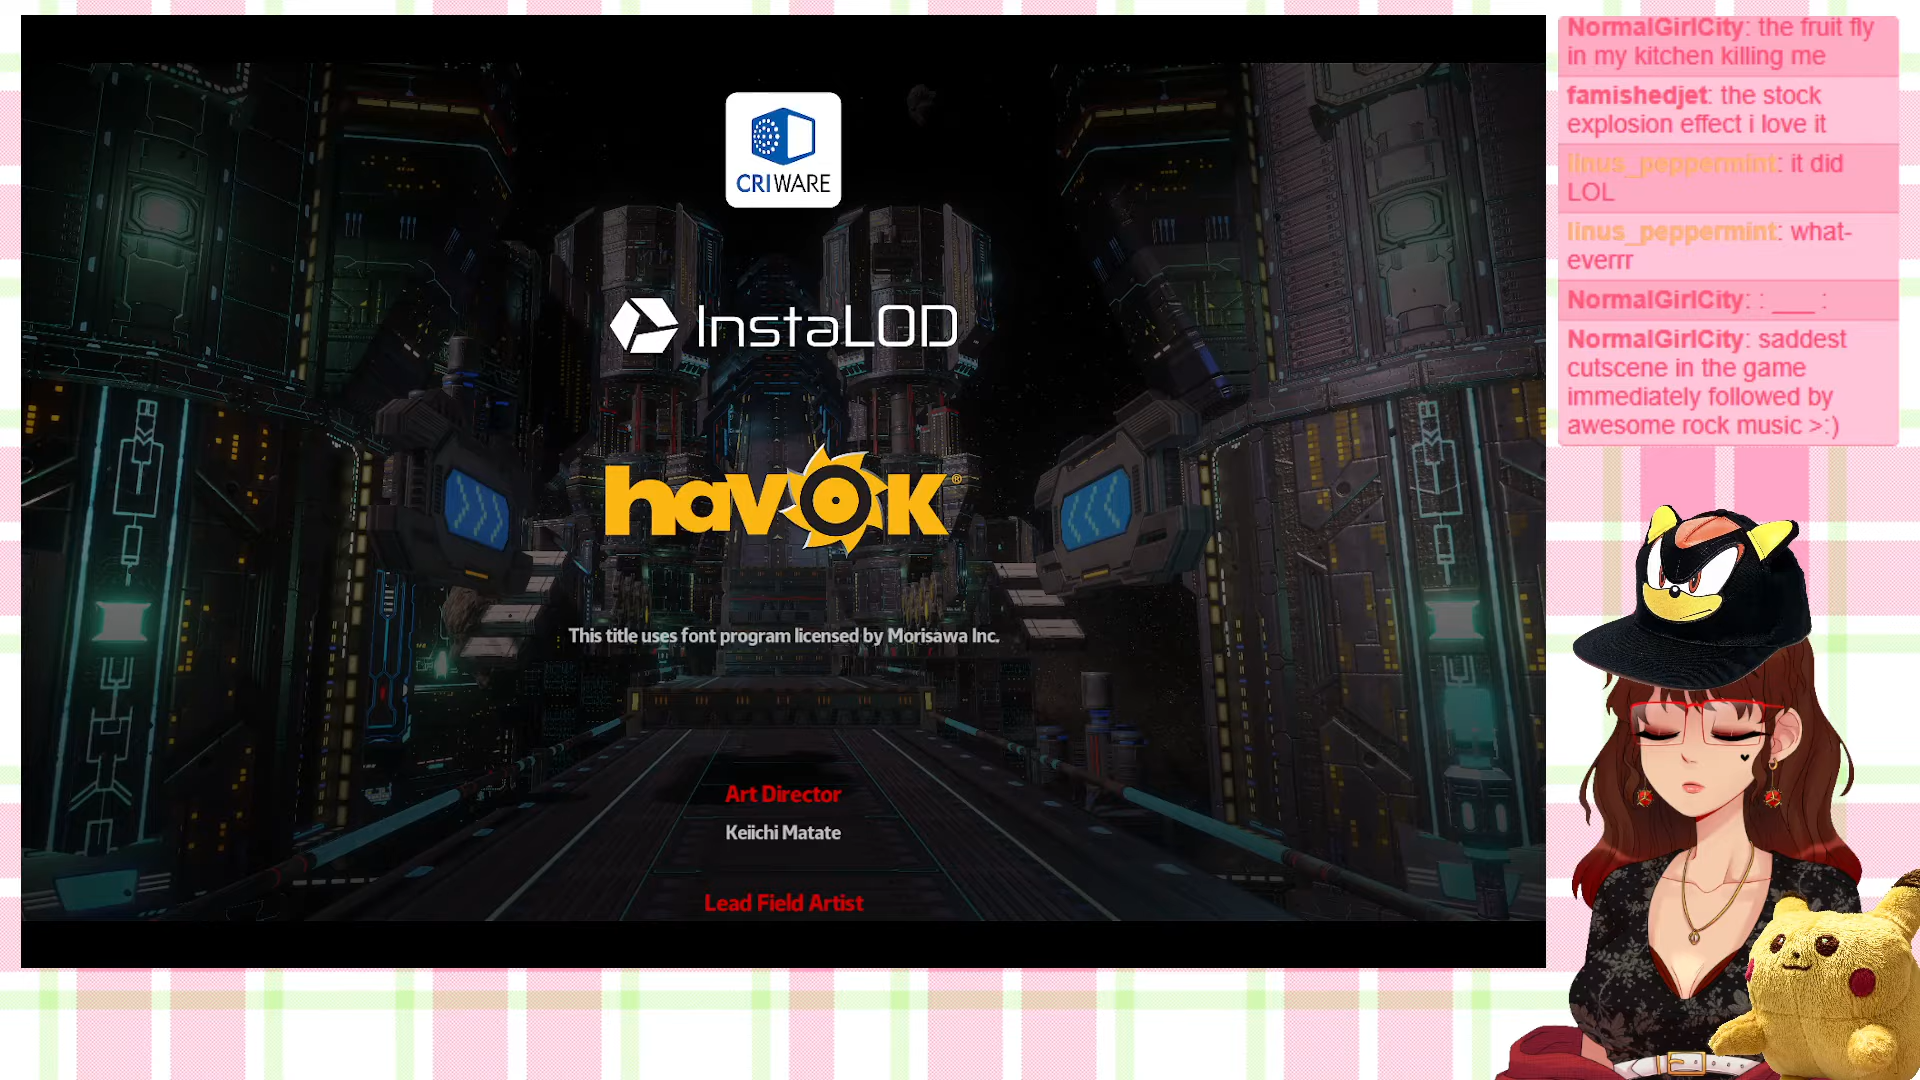 CRIWARE
InstaLOD
havok®
This title uses font program licensed by Morisawa Inc.
Art Director
Keiichi Matate
Lead Field Artist
NormalGirlCity: the fruit fly
in my kitchen killing me
famishedjet: the stock
explosion effect i love it
linus_peppermint: it did
LOL
linus_peppermint: what-
everrr
NormalGirlCity: : ___ :
NormalGirlCity: saddest
cutscene in the game
immediately followed by
awesome rock music >:)